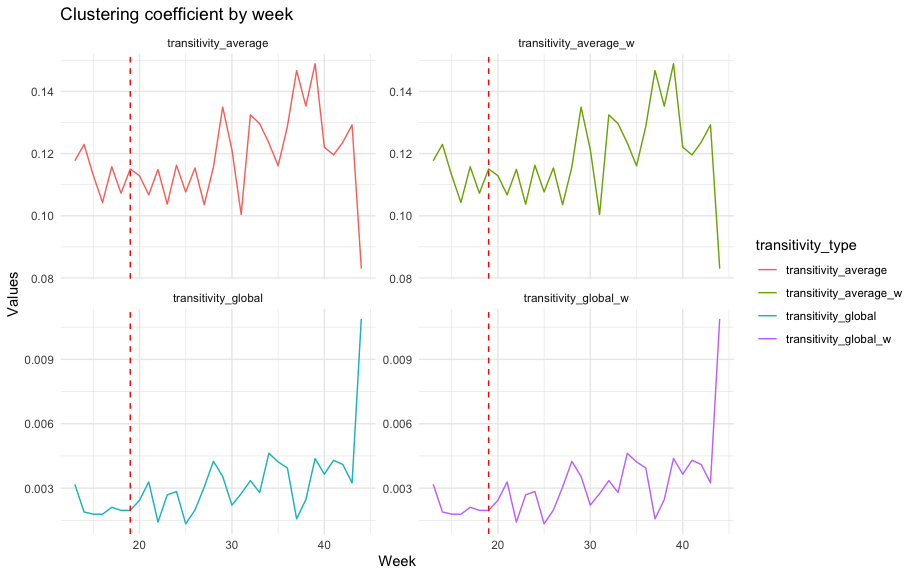 Clustering coefficient by week
transitivity_average
transitivity_average_w
0.14
0.12
0.10
0.08
0.14
0.12
0.10
0.08
transitivity_global
transitivity_global_w
0.009
0.006
0.003
0.009
0.006
0.003
20
30
40
20
30
40
Week
Values
transitivity_type
transitivity_average
transitivity_average_w
transitivity_global
transitivity_global_w